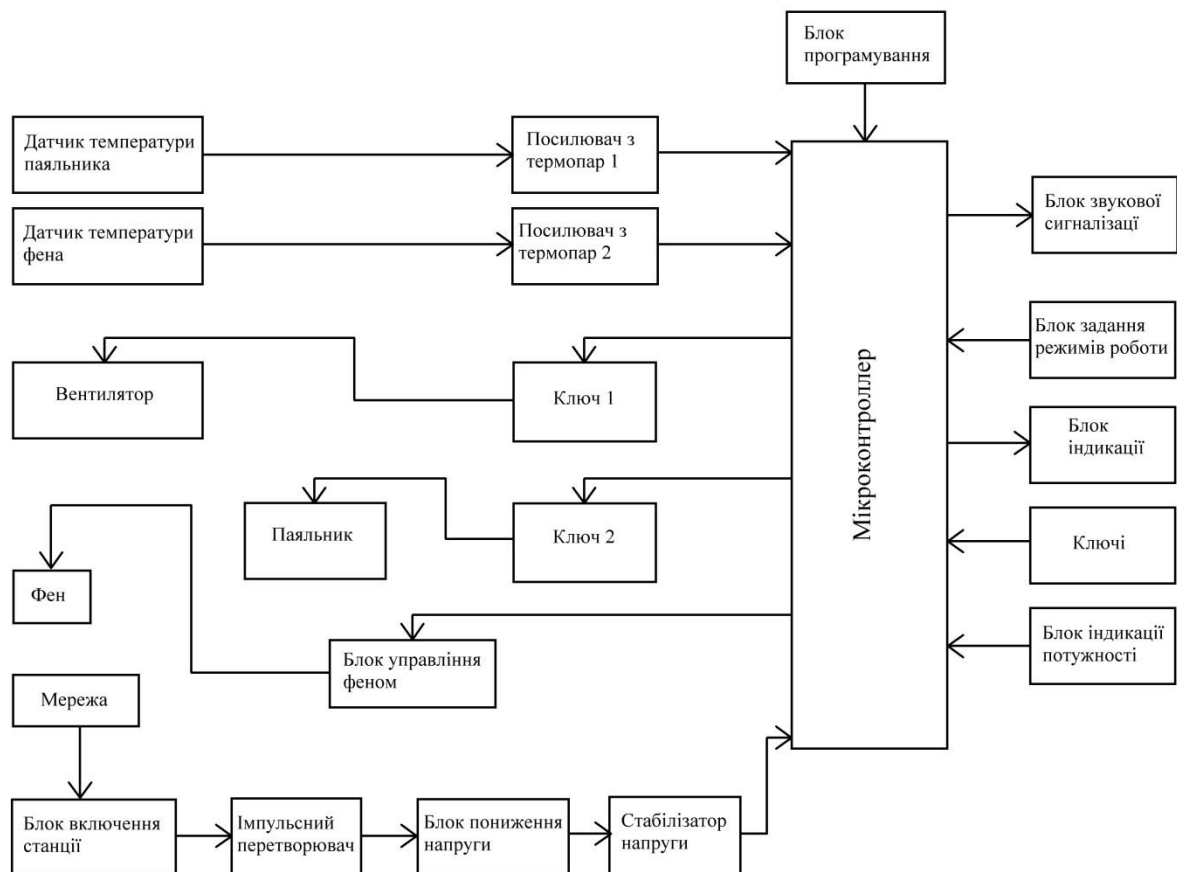 Блок
програмування
Датчик температури
паяльника
Посилювач з
термопар 1
Блок звукової
сигналізації
Датчик температури
фена
Посилювач з
термопар 2
Блок задання
режимів роботи
Вентилятор
Ключ 1
Мікроконтроллер
Блок
індикації
Паяльник
Ключ 2
Ключі
Фен
Блок управління
феном
Блок індикації
потужності
Мережа
Блок включення
станції
Імпульсний
перетворювач
Блок пониження
напруги
Стабілізатор
напруги